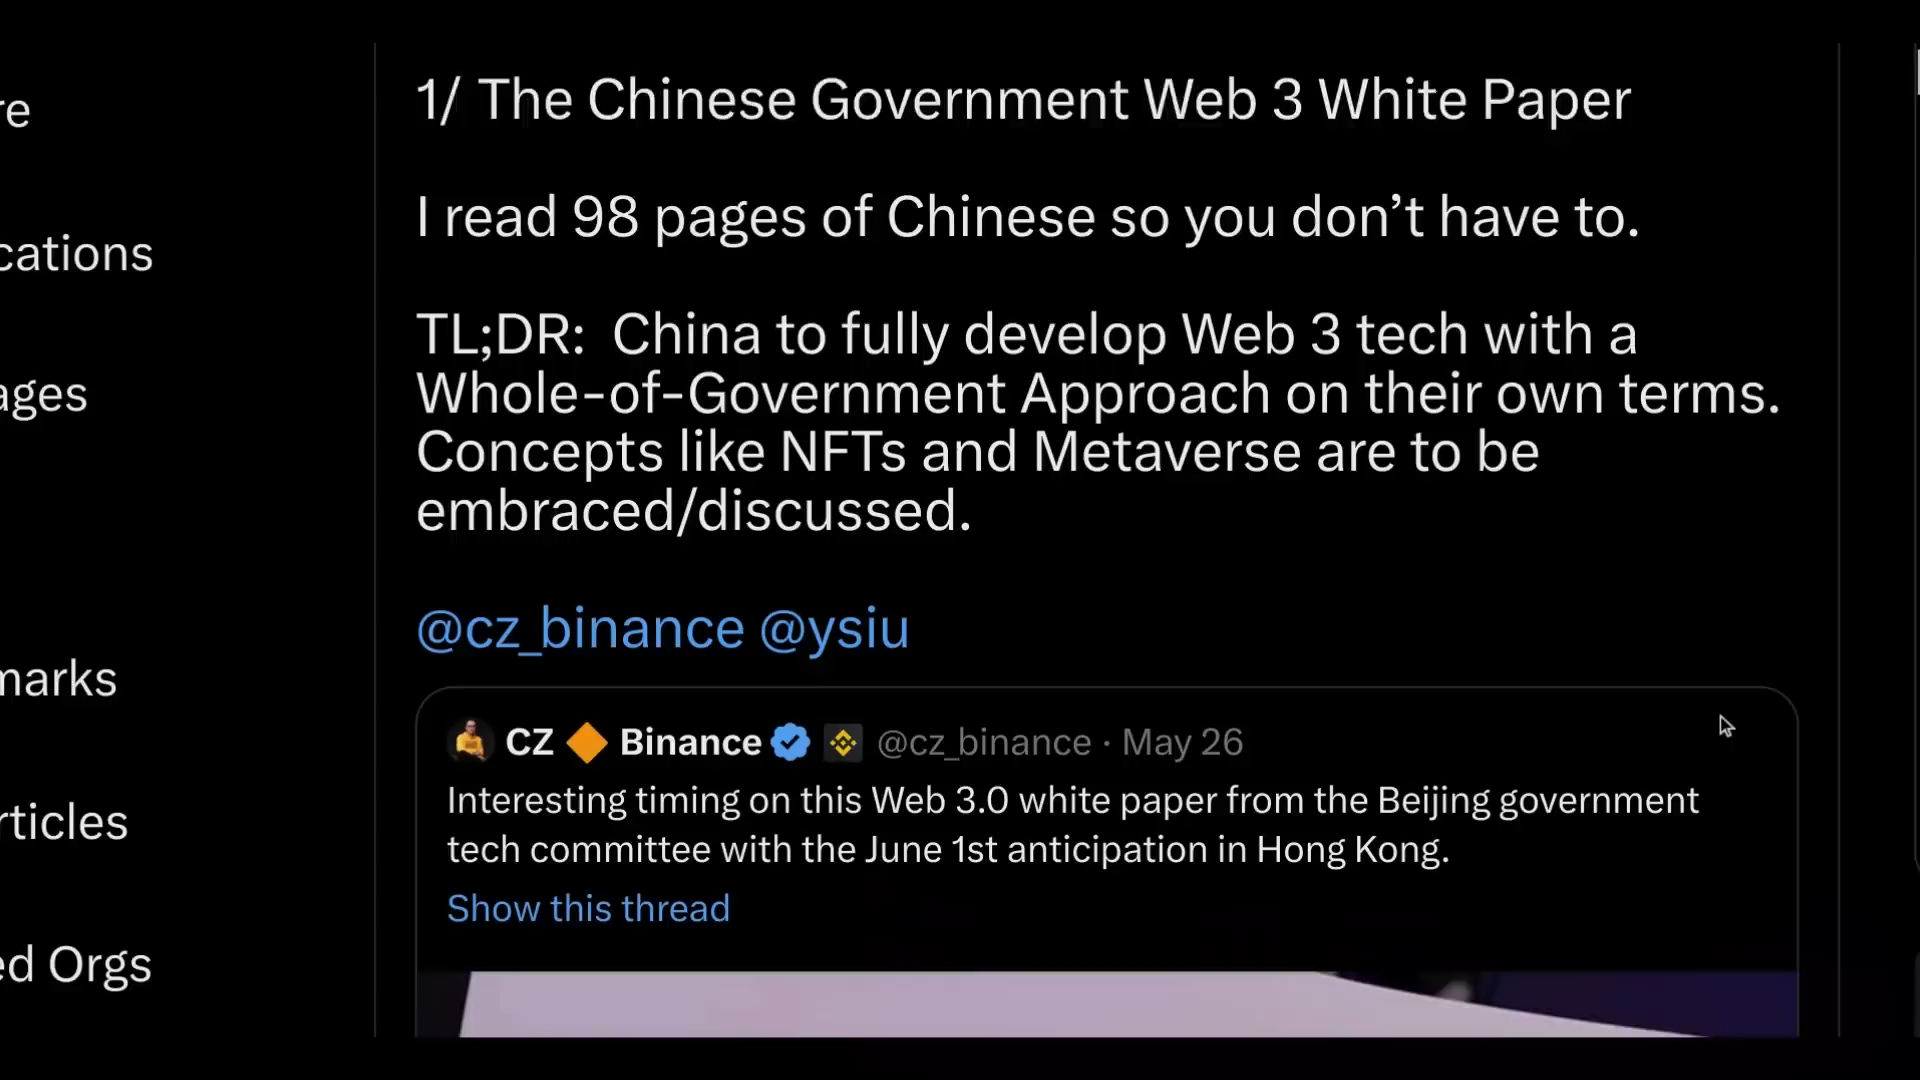 re
cations
ages
marks
rticles
ed Orgs
1/ The Chinese Government Web 3 White Paper
I read 98 pages of Chinese so you don’t have to.
TL;DR:  China to fully develop Web 3 tech with a
Whole-of-Government Approach on their own terms.
Concepts like NFTs and Metaverse are to be
embraced/discussed.
@cz_binance @ysiu
CZ 🔶 Binance @cz_binance · May 26
Interesting timing on this Web 3.0 white paper from the Beijing government
tech committee with the June 1st anticipation in Hong Kong.
Show this thread